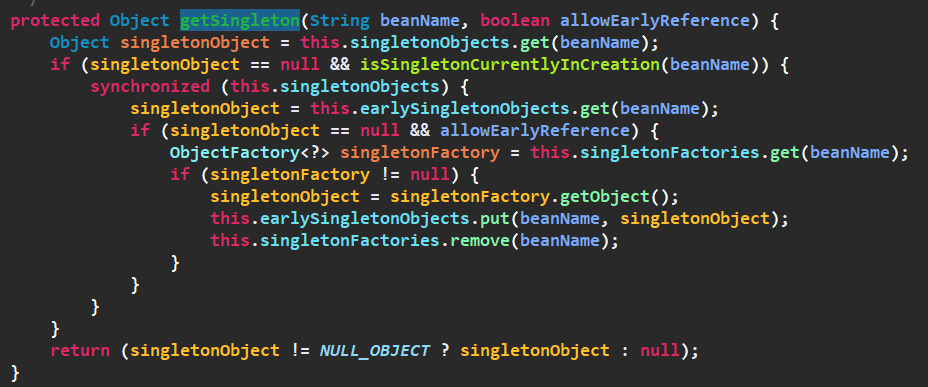 */
protected Object getSingleton(String beanName, boolean allowEarlyReference) {
    Object singletonObject = this.singletonObjects.get(beanName);
    if (singletonObject == null && isSingletonCurrentlyInCreation(beanName)) {
        synchronized (this.singletonObjects) {
            singletonObject = this.earlySingletonObjects.get(beanName);
            if (singletonObject == null && allowEarlyReference) {
                ObjectFactory<?> singletonFactory = this.singletonFactories.get(beanName);
                if (singletonFactory != null) {
                    singletonObject = singletonFactory.getObject();
                    this.earlySingletonObjects.put(beanName, singletonObject);
                    this.singletonFactories.remove(beanName);
                }
            }
        }
    }
    return (singletonObject != NULL_OBJECT ? singletonObject : null);
}